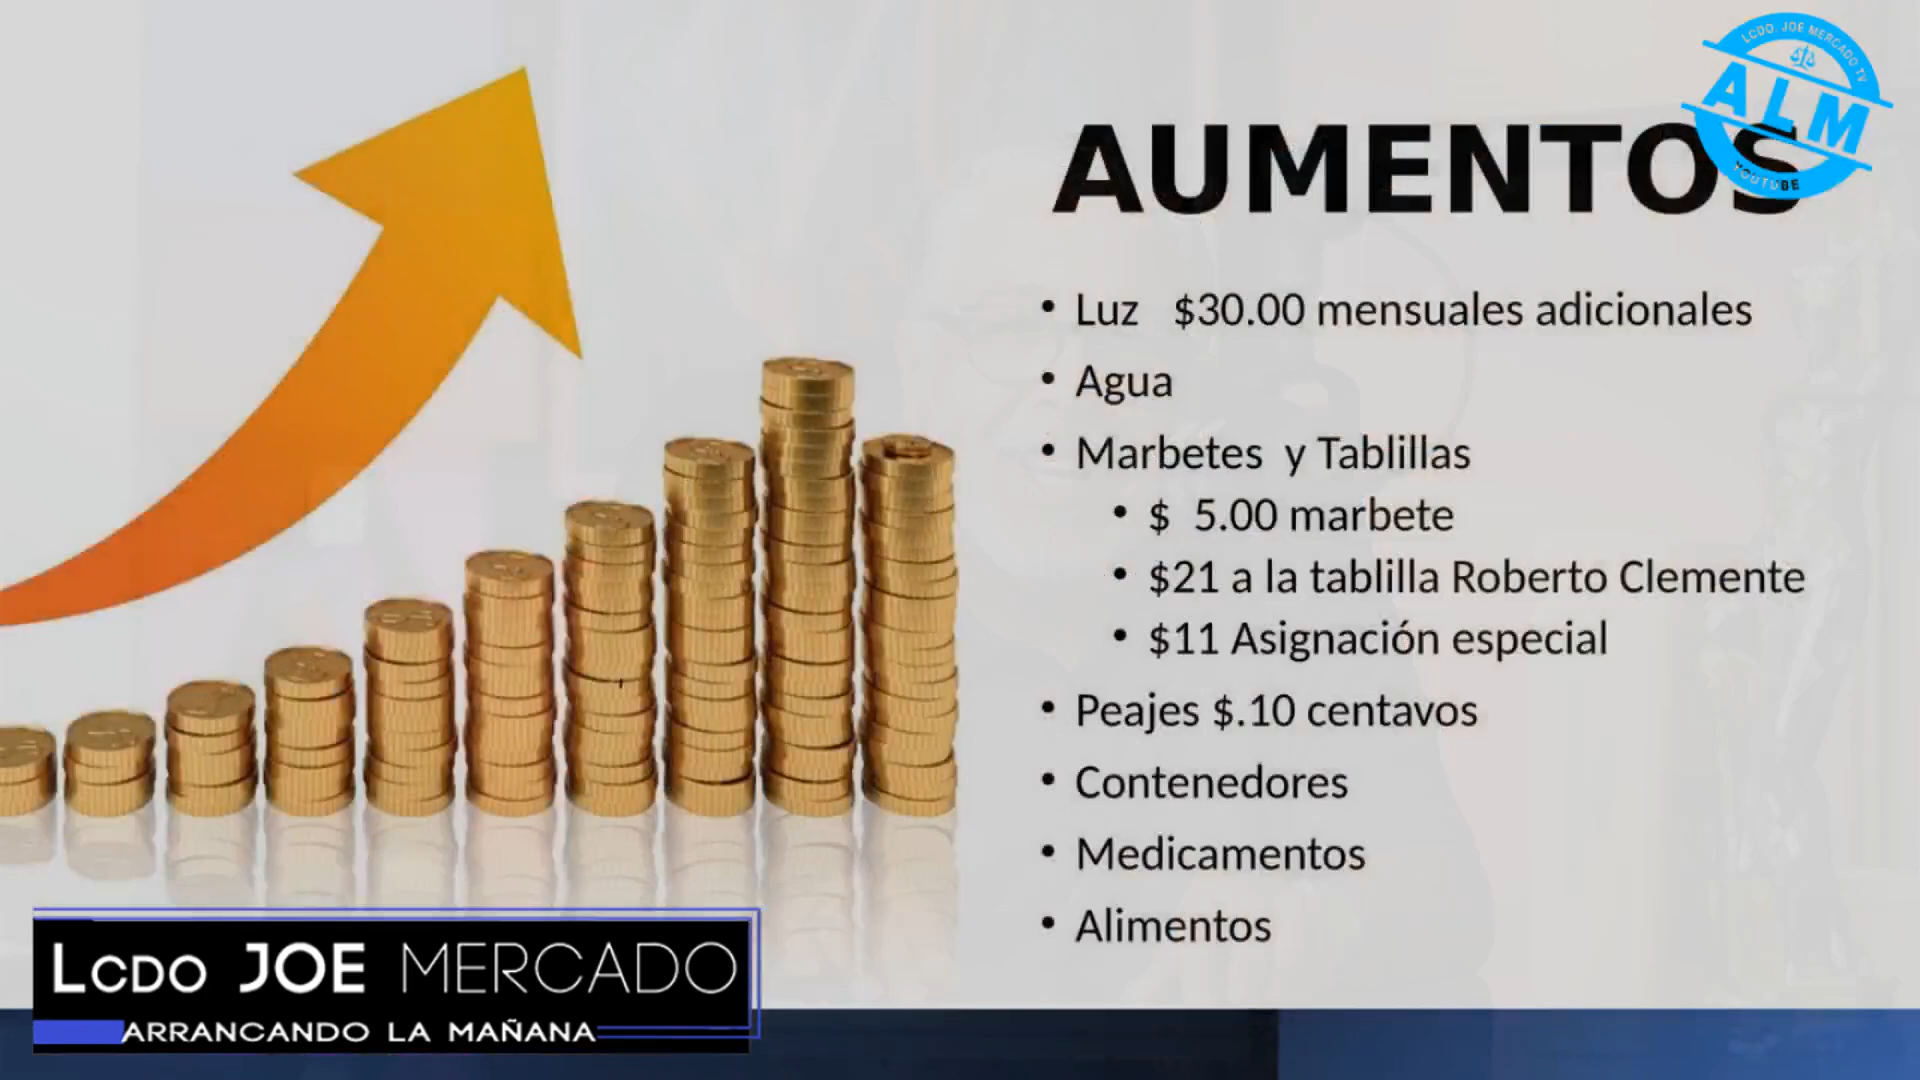 LCDO. JOE MERCADO TV
ALM
YOUTUBE
AUMENTOS
• Luz $30.00 mensuales adicionales
• Agua
• Marbetes y Tablillas
• $ 5.00 marbete
• $21 a la tablilla Roberto Clemente
• $11 Asignación especial
• Peajes $.10 centavos
• Contenedores
• Medicamentos
• Alimentos
LCDO JOE MERCADO
ARRANCANDO LA MAÑANA